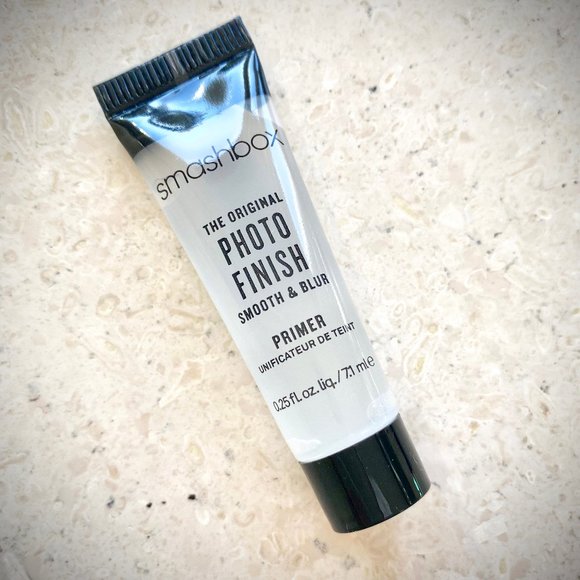 smashbox
THE ORIGINAL
PHOTO
FINISH
SMOOTH & BLUR
PRIMER
UNIFICATEUR DE TEINT
0.25 fl.oz.liq./7.1 ml ℮